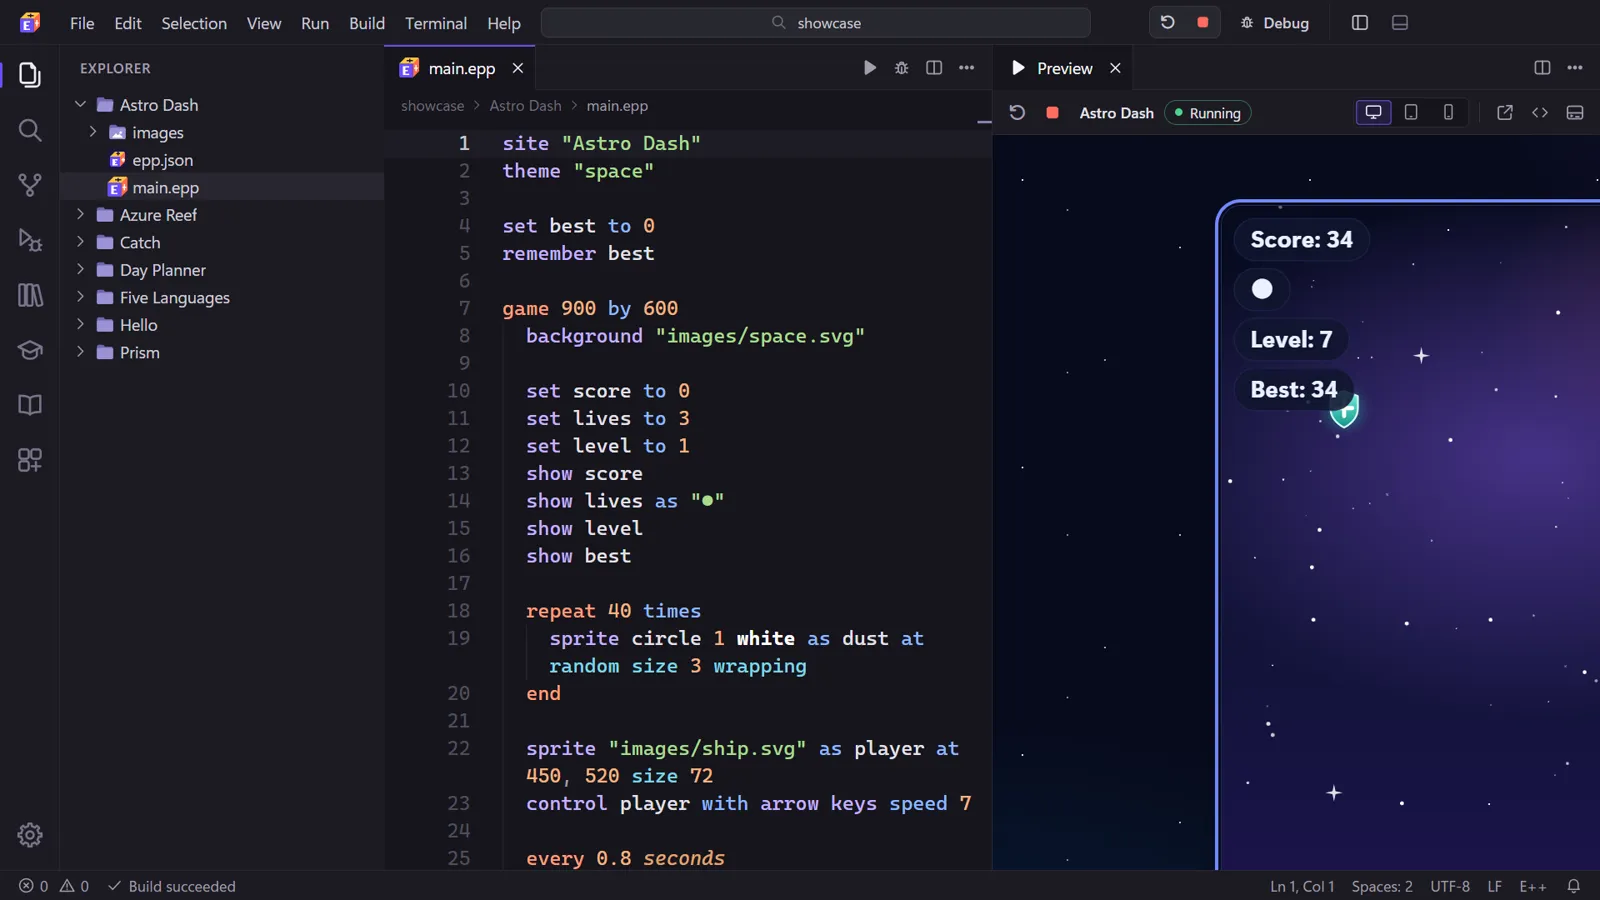 File Edit Selection View Run Build Terminal Help
showcase
Debug
EXPLORER
Astro Dash
images
epp.json
main.epp
Azure Reef
Catch
Day Planner
Five Languages
Hello
Prism
main.epp
showcase > Astro Dash > main.epp
1 site "Astro Dash"
2 theme "space"
3
4 set best to 0
5 remember best
6
7 game 900 by 600
8 background "images/space.svg"
9
10 set score to 0
11 set lives to 3
12 set level to 1
13 show score
14 show lives as "●"
15 show level
16 show best
17
18 repeat 40 times
19 sprite circle 1 white as dust at
random size 3 wrapping
20 end
21
22 sprite "images/ship.svg" as player at
450, 520 size 72
23 control player with arrow keys speed 7
24
25 every 0.8 seconds
Preview
Astro Dash Running
Score: 34
Level: 7
Best: 34
0 0 Build succeeded
Ln 1, Col 1 Spaces: 2 UTF-8 LF E++